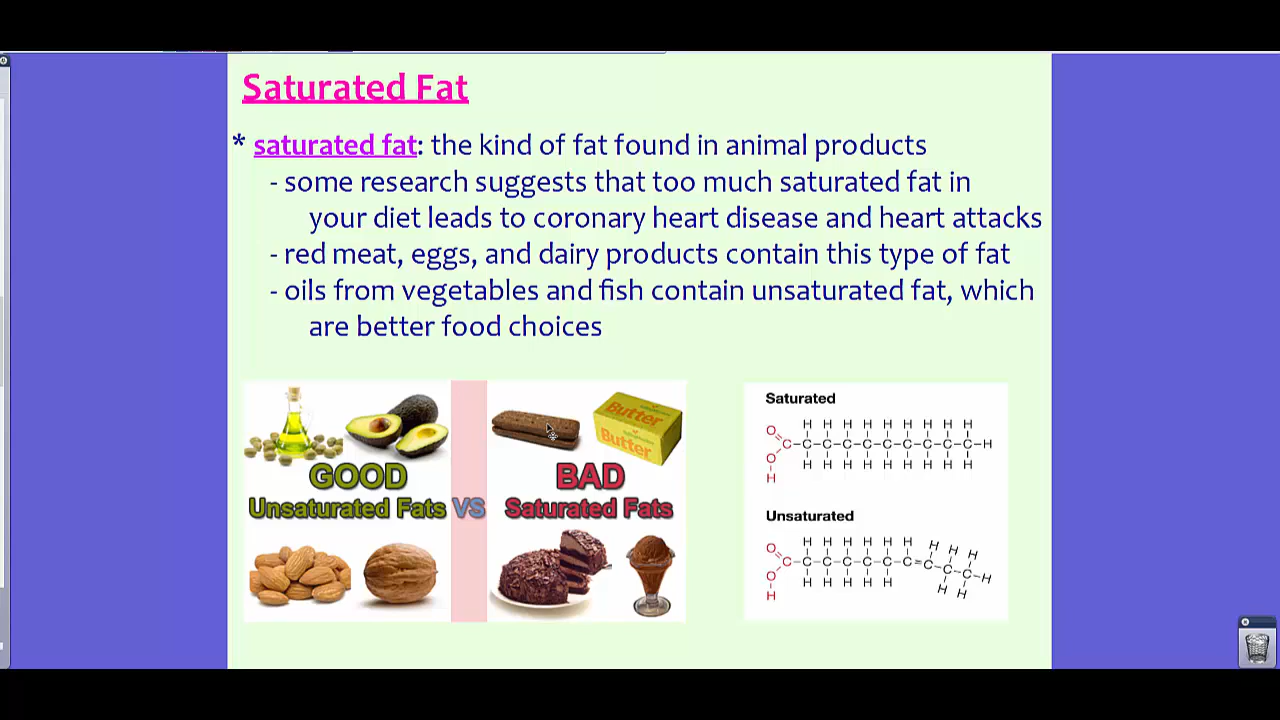 Saturated Fat
* saturated fat: the kind of fat found in animal products
- some research suggests that too much saturated fat in
your diet leads to coronary heart disease and heart attacks
- red meat, eggs, and dairy products contain this type of fat
- oils from vegetables and fish contain unsaturated fat, which
are better food choices
Butter
Butter
GOOD
Unsaturated Fats
VS
BAD
Saturated Fats
Saturated
H H H H H H H H H
O
C-C-C-C-C-C-C-C-C-C-H
O
H H H H H H H H H
H
Unsaturated
H H H H H H H H H
O
C-C-C-C-C-C-C=C-C-C-H
O
H H H H H H H
H